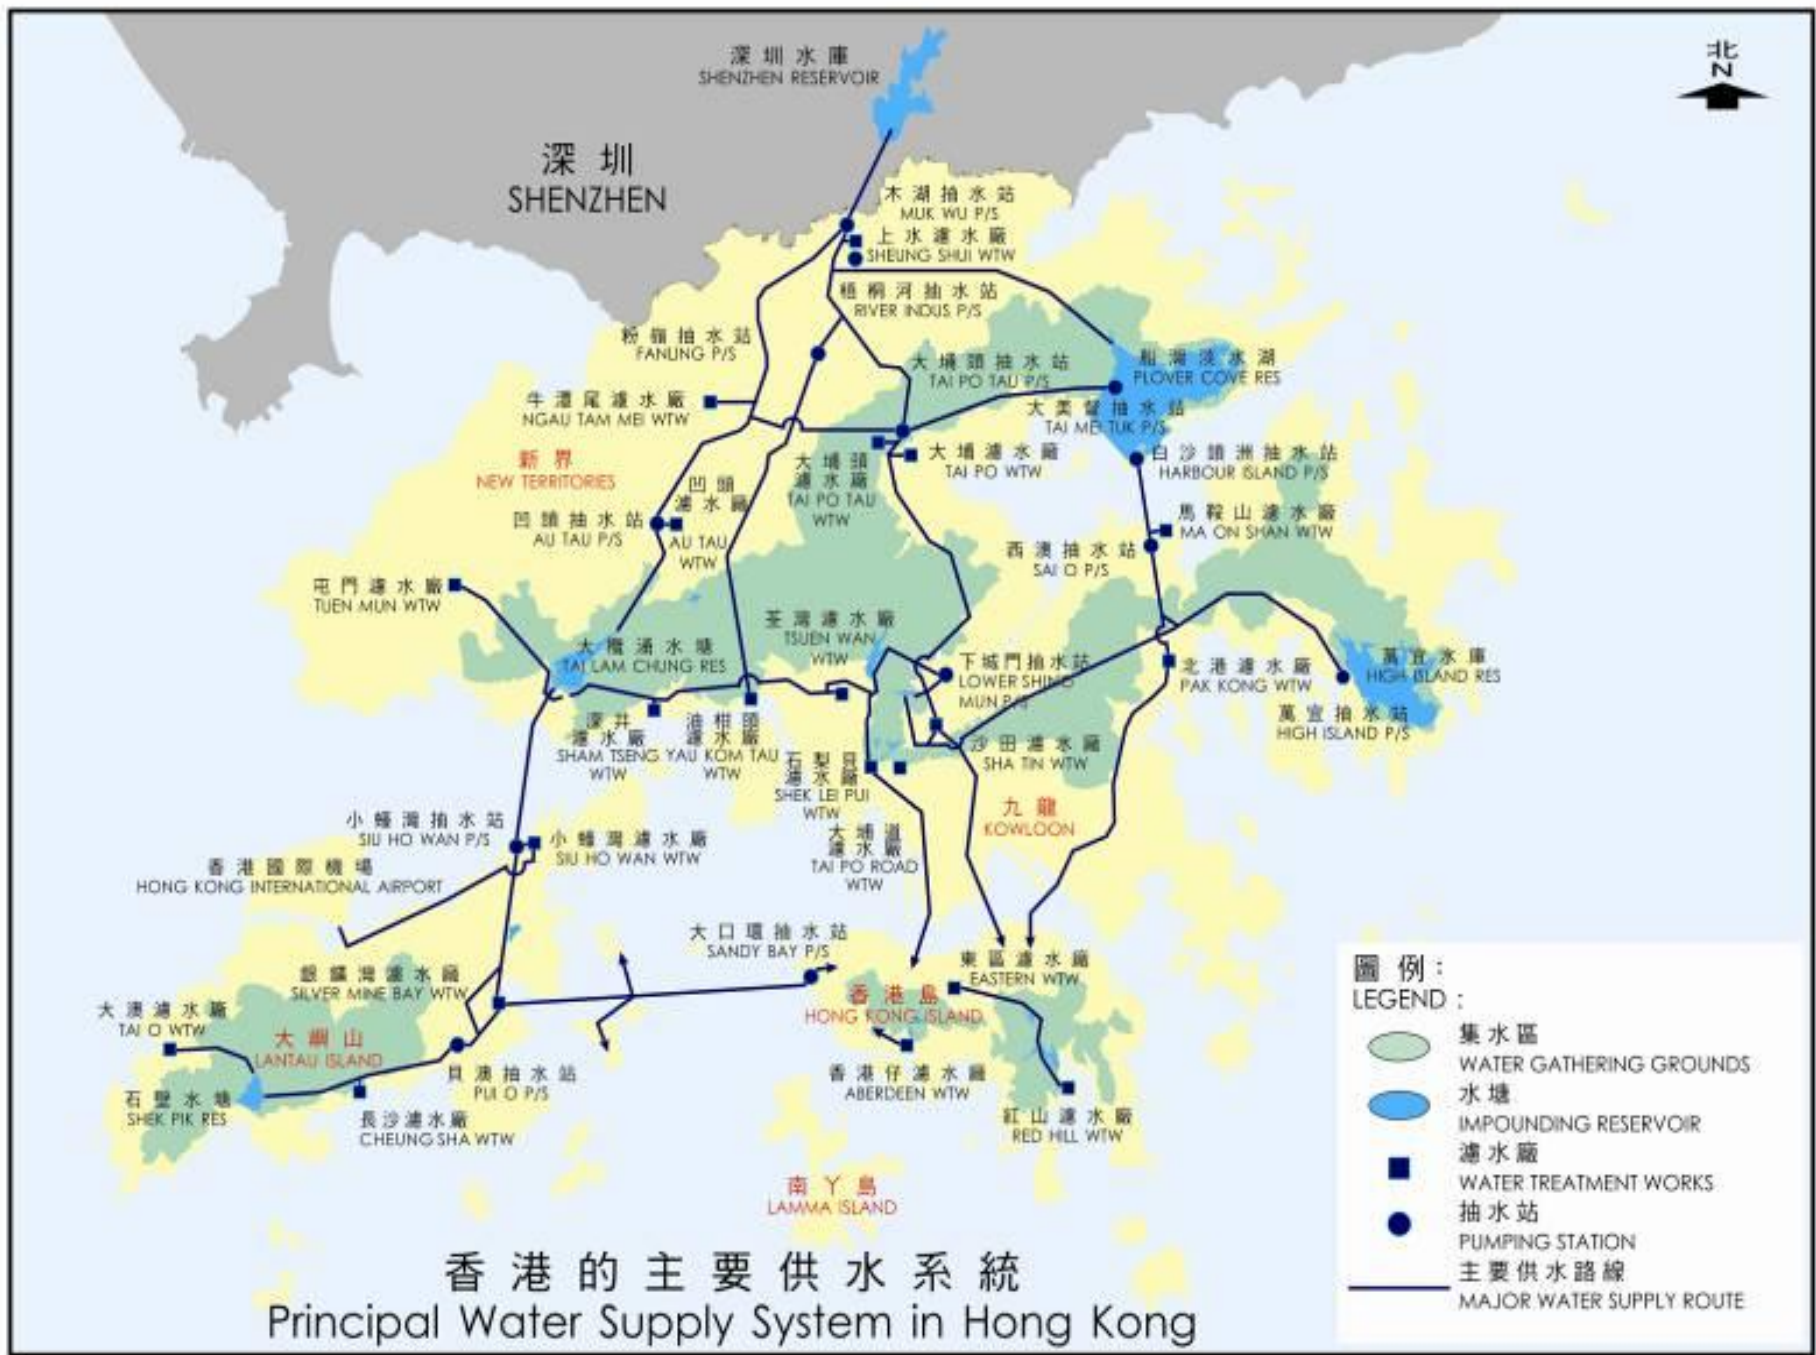 北
N
深圳水庫
SHENZHEN RESERVOIR
深圳
SHENZHEN
木湖抽水站
MUK WU P/S
上水濾水廠
SHEUNG SHUI WTW
梧桐河抽水站
RIVER INDUS P/S
粉嶺抽水站
FANLING P/S
大埔頭抽水站
TAI PO TAU P/S
船灣淡水湖
PLOVER COVE RES
牛潭尾濾水廠
NGAU TAM MEI WTW
大美督抽水站
TAI MEI TUK P/S
新界
NEW TERRITORIES
大埔頭
濾水廠
TAI PO TAU
WTW
大埔濾水廠
TAI PO WTW
白沙頭洲抽水站
HARBOUR ISLAND P/S
凹頭
濾水廠
AU TAU
WTW
凹頭抽水站
AU TAU P/S
馬鞍山濾水廠
MA ON SHAN WTW
西澳抽水站
SAI O P/S
屯門濾水廠
TUEN MUN WTW
大欖涌水塘
TAI LAM CHUNG RES
荃灣濾水廠
TSUEN WAN
WTW
下城門抽水站
LOWER SHING
MUN P/S
北港濾水廠
PAK KONG WTW
萬宜水庫
HIGH ISLAND RES
萬宜抽水站
HIGH ISLAND P/S
深井
濾水廠
SHAM TSENG
WTW
油柑頭
濾水廠
YAU KOM TAU
WTW
石梨貝
濾水廠
SHEK LEI PUI
WTW
沙田濾水廠
SHA TIN WTW
九龍
KOWLOON
大埔道
濾水廠
TAI PO ROAD
WTW
小蠔灣抽水站
SIU HO WAN P/S
小蠔灣濾水廠
SIU HO WAN WTW
香港國際機場
HONG KONG INTERNATIONAL AIRPORT
大口環抽水站
SANDY BAY P/S
東區濾水廠
EASTERN WTW
銀鑛灣濾水廠
SILVER MINE BAY WTW
大澳濾水廠
TAI O WTW
大嶼山
LANTAU ISLAND
香港島
HONG KONG ISLAND
石壁水塘
SHEK PIK RES
貝澳抽水站
PUI O P/S
長沙濾水廠
CHEUNG SHA WTW
香港仔濾水廠
ABERDEEN WTW
紅山濾水廠
RED HILL WTW
南丫島
LAMMA ISLAND
圖例：
LEGEND :
集水區
WATER GATHERING GROUNDS
水塘
IMPOUNDING RESERVOIR
濾水廠
WATER TREATMENT WORKS
抽水站
PUMPING STATION
主要供水路線
MAJOR WATER SUPPLY ROUTE
香港的主要供水系統
Principal Water Supply System in Hong Kong